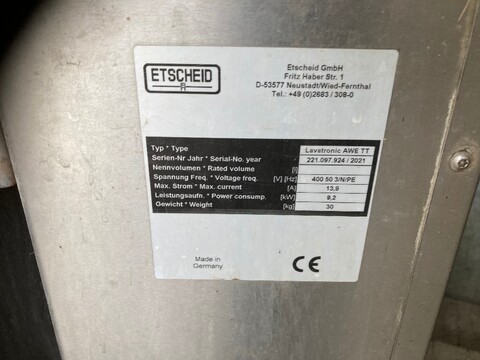 ETSCHEID
R
Etscheid GmbH
Fritz Haber Str. 1
D-53577 Neustadt/Wied-Fernthal
Tel.: +49 (0)2683 / 308-0
Typ * Type Lavatronic AWE TT
Serien-Nr Jahr * Serial-No. year 221.097.924 / 2021
Nennvolumen * Rated volume [l]
Spannung Freq. * Voltage freq. [V] [Hz] 400 50 3/N/PE
Max. Strom * Max. current [A] 13,9
Leistungsaufn. * Power consump. [kW] 9,2
Gewicht * Weight [kg] 30
Made in
Germany
CE